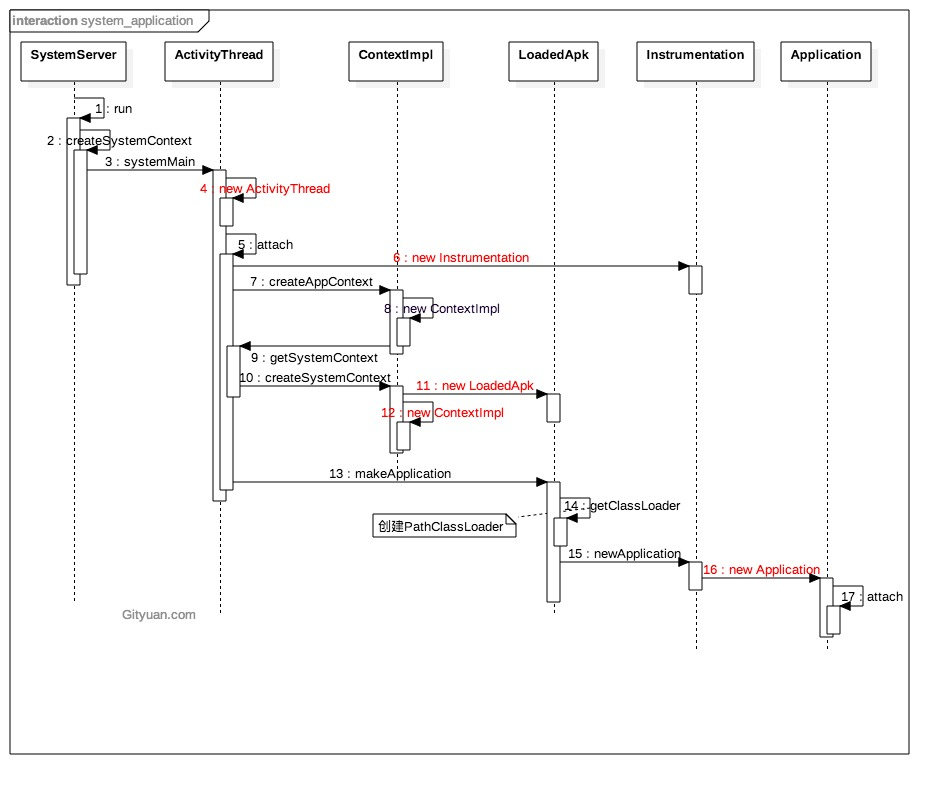 interaction system_application
SystemServer
ActivityThread
ContextImpl
LoadedApk
Instrumentation
Application
1 : run
2 : createSystemContext
3 : systemMain
4 : new ActivityThread
5 : attach
6 : new Instrumentation
7 : createAppContext
8 : new ContextImpl
9 : getSystemContext
10 : createSystemContext
11 : new LoadedApk
12 : new ContextImpl
13 : makeApplication
14 : getClassLoader
创建PathClassLoader
15 : newApplication
16 : new Application
17 : attach
Gityuan.com